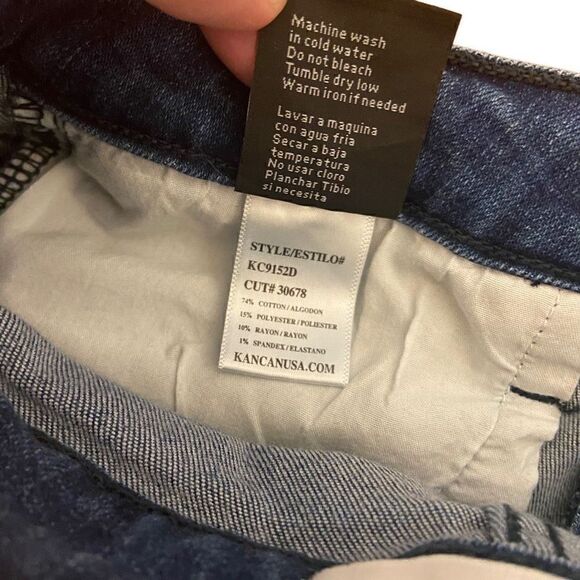 Machine wash
in cold water
Do not bleach
Tumble dry low
Warm iron if needed
Lavar a maquina
con agua fria
Secar a baja
temperatura
No usar cloro
Planchar Tibio
si necesita
STYLE/ESTILO#
KC9152D
CUT# 30678
74% COTTON / ALGODON
15% POLYESTER / POLIESTER
10% RAYON / RAYON
1% SPANDEX / ELASTANO
KANCANUSA.COM